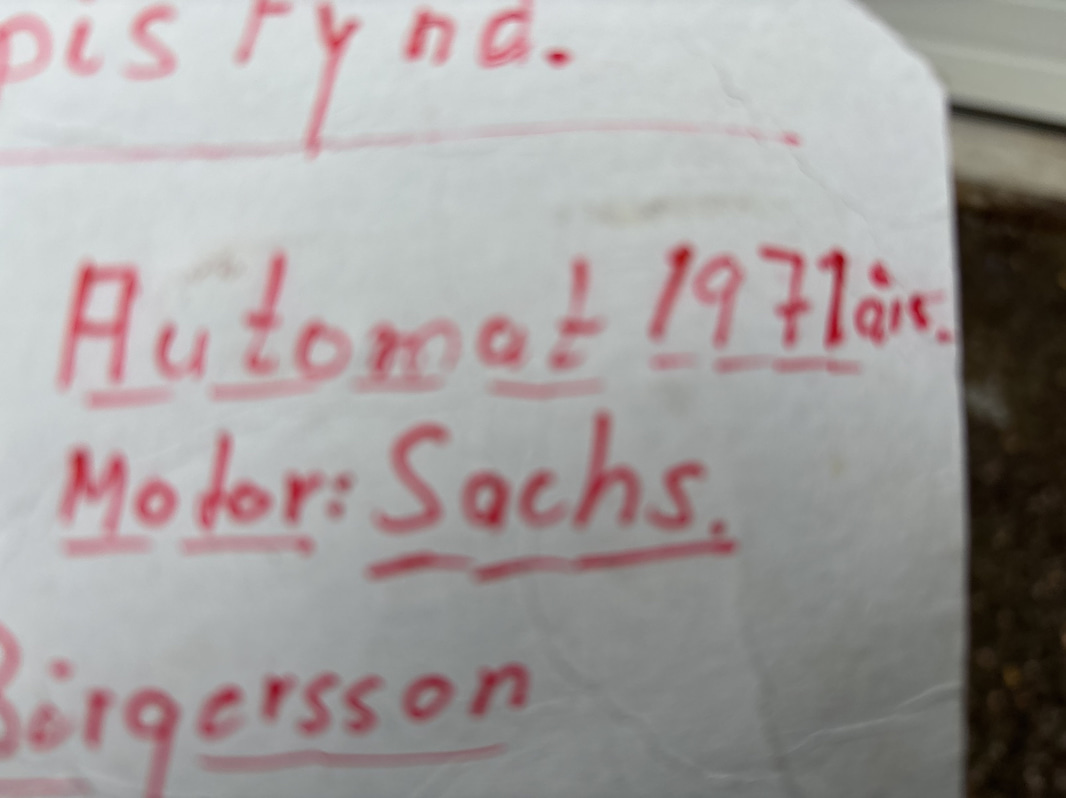 pis Fynd.
Automat 1971 års.
Motor: Sachs.
Birgersson